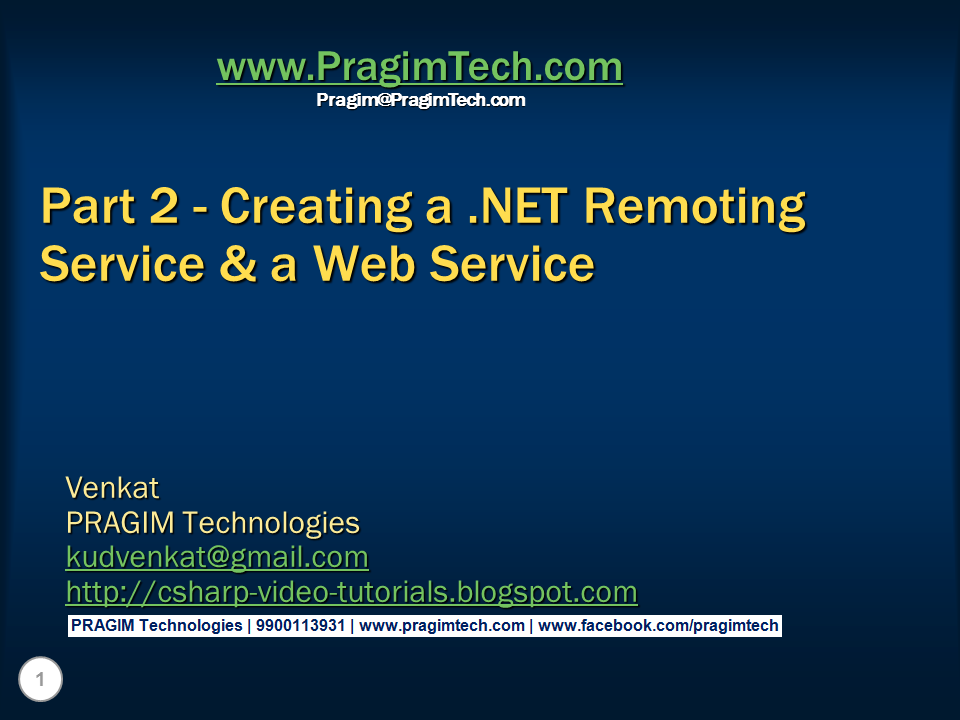 www.PragimTech.com
Pragim@PragimTech.com
Part 2 - Creating a .NET Remoting
Service & a Web Service
Venkat
PRAGIM Technologies
kudvenkat@gmail.com
http://csharp-video-tutorials.blogspot.com
PRAGIM Technologies | 9900113931 | www.pragimtech.com | www.facebook.com/pragimtech
1